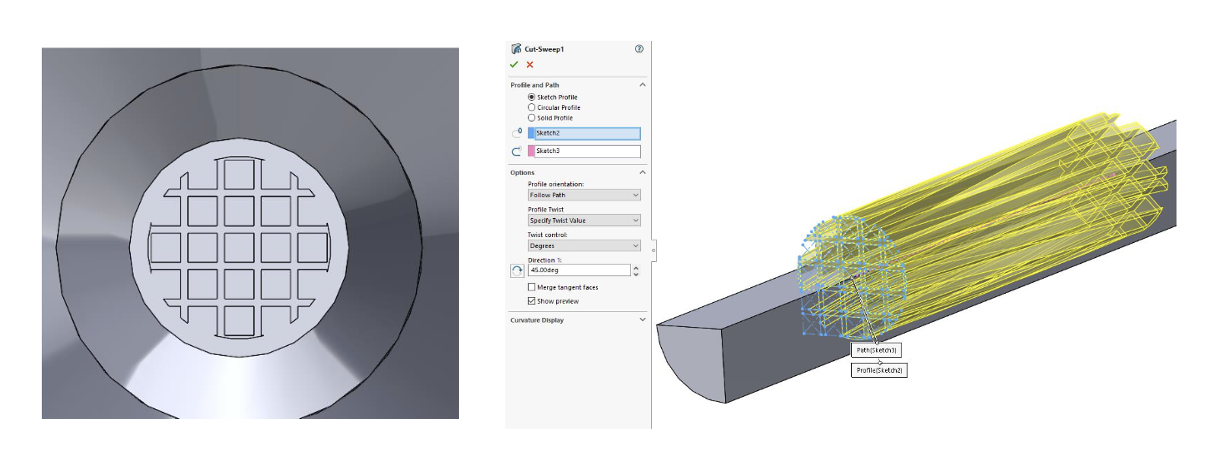 Cut-Sweep1
Profile and Path
Sketch Profile
Circular Profile
Solid Profile
Sketch2
Sketch3
Options
Profile orientation:
Follow Path
Profile Twist
Specify Twist Value
Twist control:
Degrees
Direction 1:
45.00deg
Merge tangent faces
Show preview
Curvature Display
Path(Sketch3)
Profile(Sketch2)